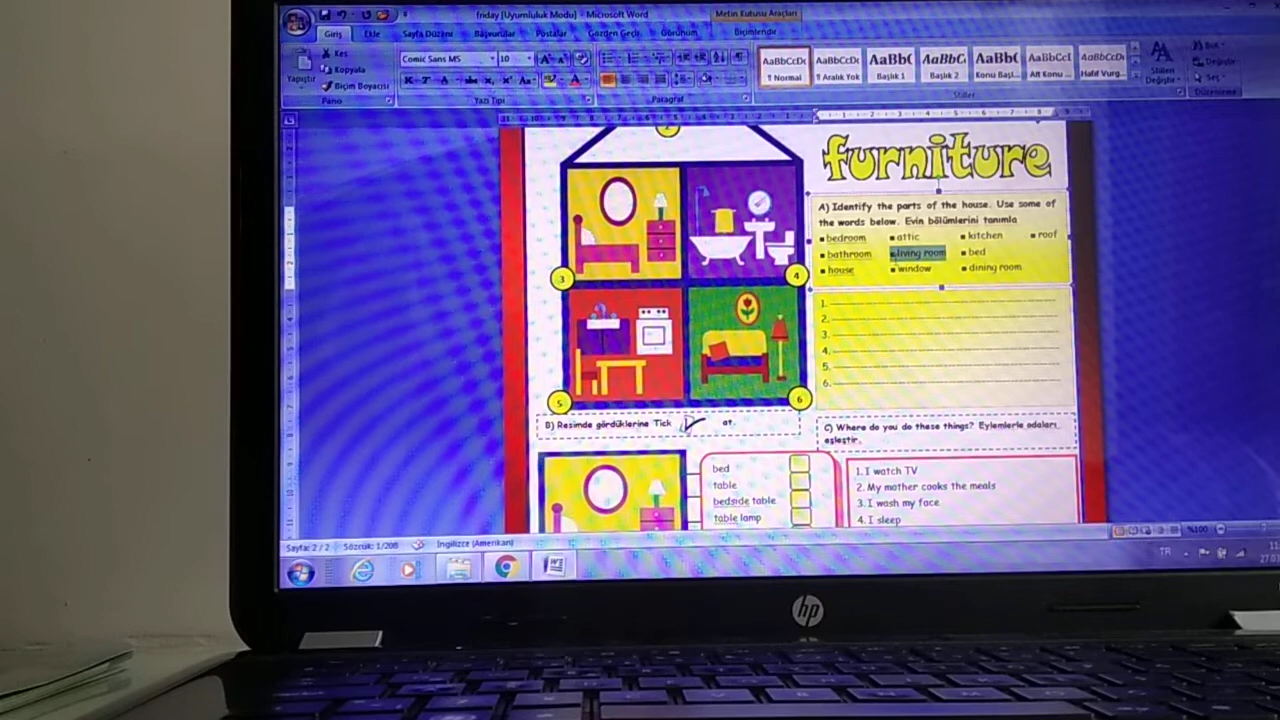 friday [Uyumluluk Modu] - Microsoft Word
Metin Kutusu Araçları
Giriş Ekle Sayfa Düzeni Başvurular Postalar Gözden Geçir Görünüm Biçimlendir
Kes
Kopyala
Biçim Boyacısı
Yapıştır
Pano
Comic Sans MS 10
Yazı Tipi
Paragraf
AaBbCcDc AaBbCcDc AaBb( AaBbC AaBb( AaBbCcI AaBbCcDc
¶ Normal ¶ Aralık Yok Başlık 1 Başlık 2 Konu Başl... Alt Konu ... Hafif Vurg...
Stiller
Stilleri Değiştir
Bul
Değiştir
Seç
Düzenleme
furniture
A) Identify the parts of the house. Use some of
the words below. Evin bölümlerini tanımla
bedroom attic kitchen roof
bathroom living room bed
house window dining room
1.
2.
3.
4.
5.
6.
3
4
5
6
B) Resimde gördüklerine Tick at.
C) Where do you do these things? Eylemlerle odaları
eşleştir.
bed
table
bedside table
table lamp
1. I watch TV
2. My mother cooks the meals
3. I wash my face
4. I sleep
Sayfa: 2 / 2 Sözcük: 1/206 İngilizce (Amerikan) %100
TR
hp